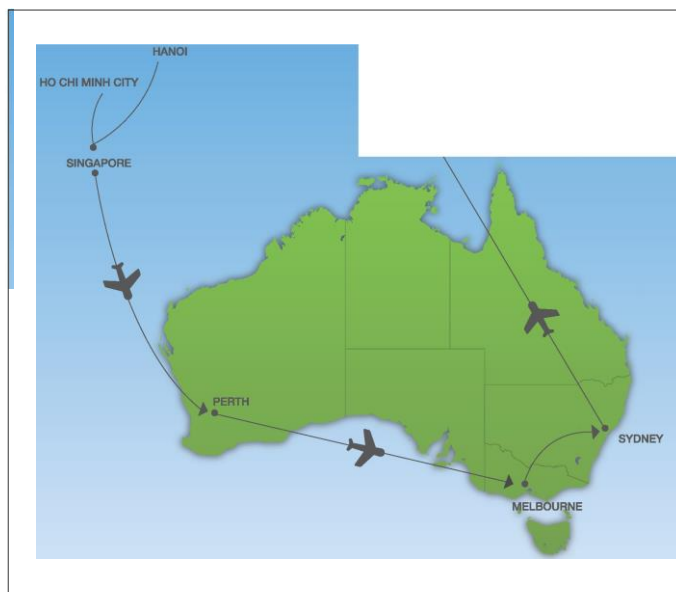 HANOI
HO CHI MINH CITY
SINGAPORE
PERTH
SYDNEY
MELBOURNE